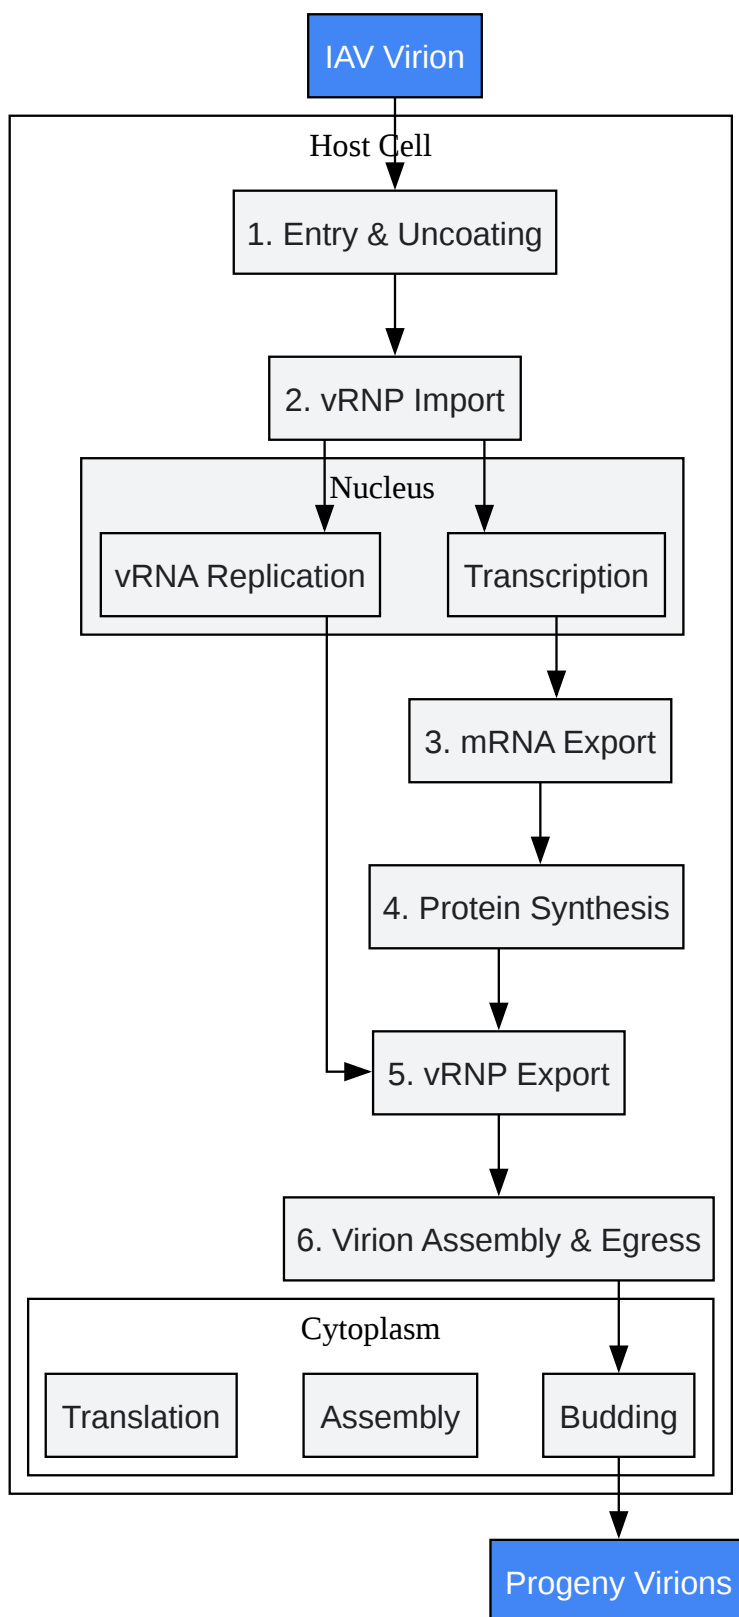 IAV Virion
Host Cell
1. Entry & Uncoating
2. vRNP Import
Nucleus
vRNA Replication
Transcription
3. mRNA Export
4. Protein Synthesis
5. vRNP Export
6. Virion Assembly & Egress
Cytoplasm
Translation
Assembly
Budding
Progeny Virions